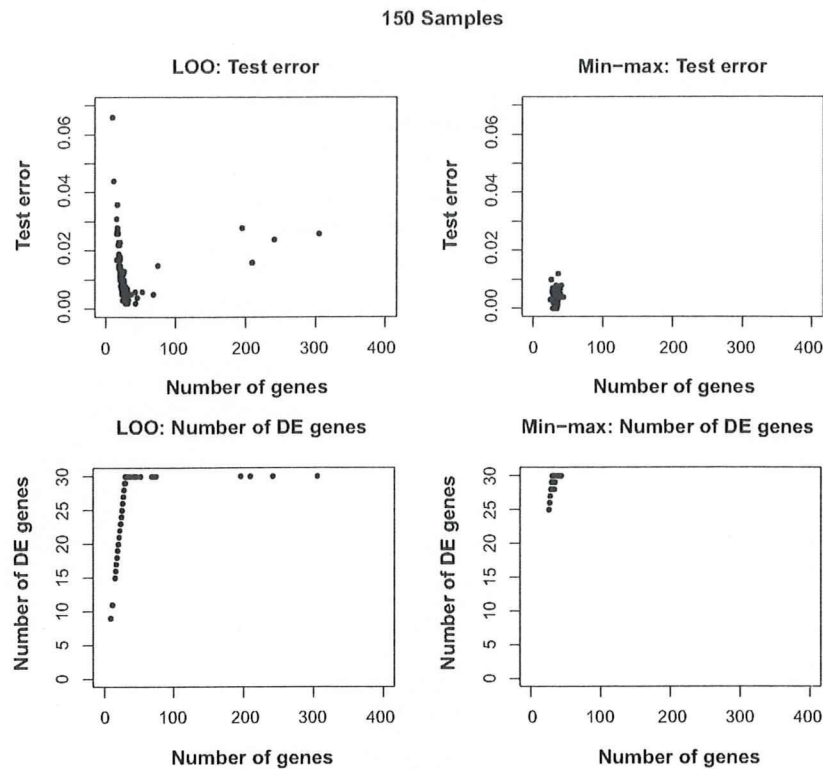 150 Samples
LOO: Test error
Min-max: Test error
Test error
0.00 0.02 0.04 0.06
0 100 200 300 400
Number of genes
Test error
0.00 0.02 0.04 0.06
0 100 200 300 400
Number of genes
LOO: Number of DE genes
Min-max: Number of DE genes
Number of DE genes
0 5 10 15 20 25 30
0 100 200 300 400
Number of genes
Number of DE genes
0 5 10 15 20 25 30
0 100 200 300 400
Number of genes